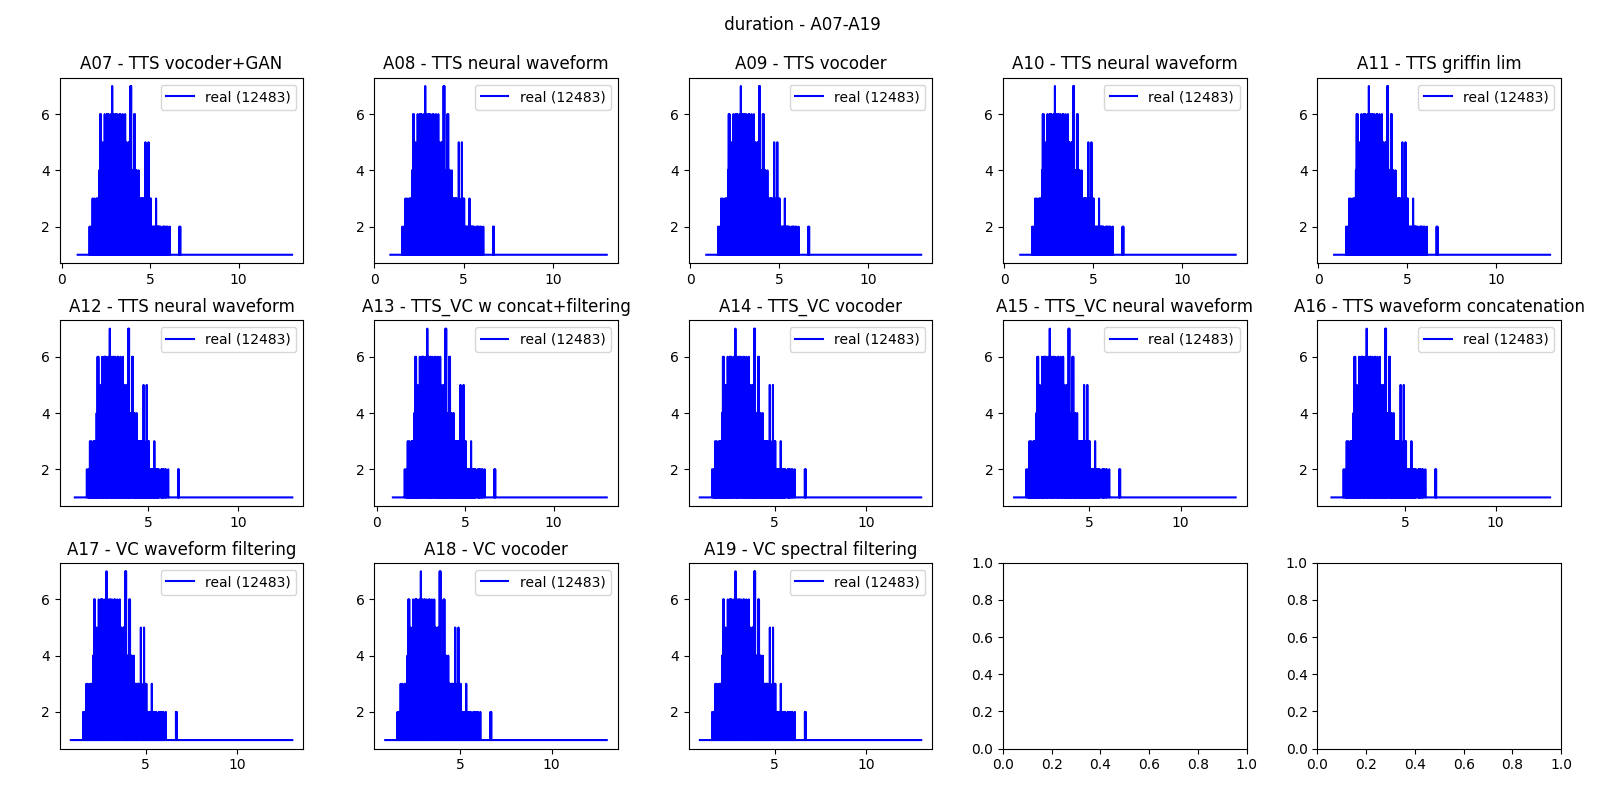 duration - A07-A19
A07 - TTS vocoder+GAN
A08 - TTS neural waveform
A09 - TTS vocoder
A10 - TTS neural waveform
A11 - TTS griffin lim
real (12483)
real (12483)
real (12483)
real (12483)
real (12483)
6
4
2
6
4
2
6
4
2
6
4
2
6
4
2
0 5 10
0 5 10
0 5 10
0 5 10
0 5 10
A12 - TTS neural waveform
A13 - TTS_VC w concat+filtering
A14 - TTS_VC vocoder
A15 - TTS_VC neural waveform
A16 - TTS waveform concatenation
real (12483)
real (12483)
real (12483)
real (12483)
real (12483)
6
4
2
6
4
2
6
4
2
6
4
2
6
4
2
5 10
0 5 10
5 10
5 10
5 10
A17 - VC waveform filtering
A18 - VC vocoder
A19 - VC spectral filtering
real (12483)
real (12483)
real (12483)
6
4
2
6
4
2
6
4
2
1.0
0.8
0.6
0.4
0.2
0.0
1.0
0.8
0.6
0.4
0.2
0.0
5 10
5 10
5 10
0.0 0.2 0.4 0.6 0.8 1.0
0.0 0.2 0.4 0.6 0.8 1.0